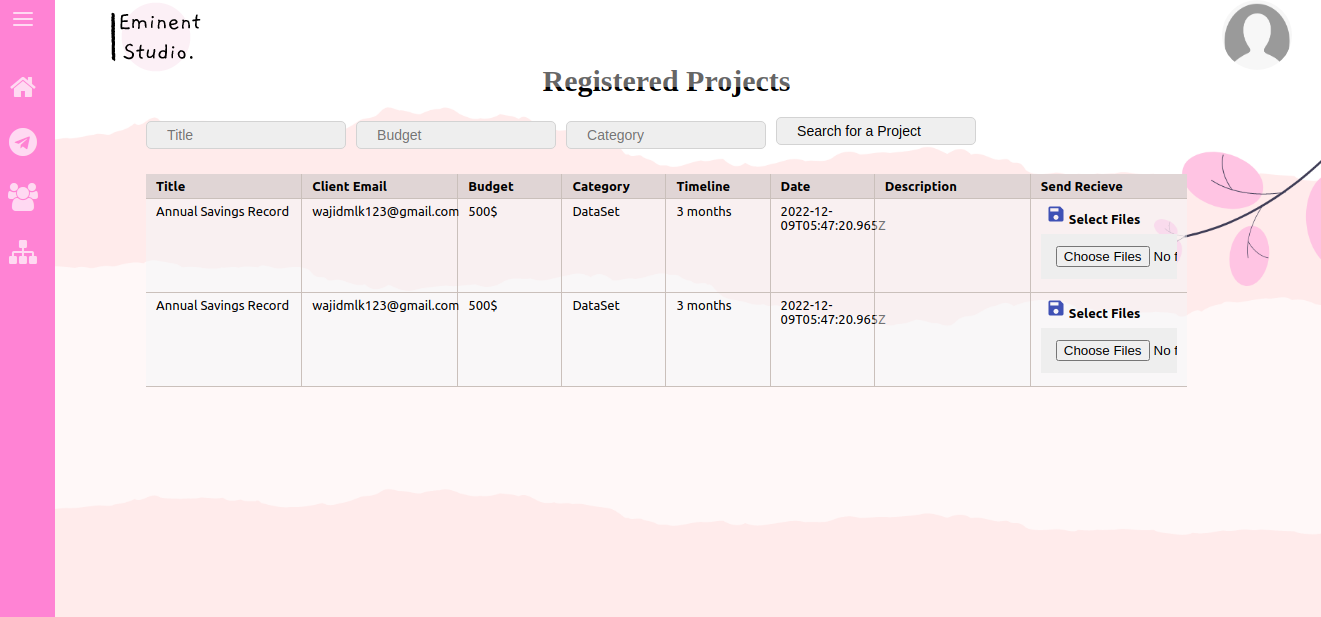 Eminent
Studio.
Registered Projects
Title Budget Category Search for a Project
Title Client Email Budget Category Timeline Date Description Send Recieve
Annual Savings Record wajidmlk123@gmail.com 500$ DataSet 3 months 2022-12-
09T05:47:20.965Z
Select Files
Choose Files No f
Annual Savings Record wajidmlk123@gmail.com 500$ DataSet 3 months 2022-12-
09T05:47:20.965Z
Select Files
Choose Files No f